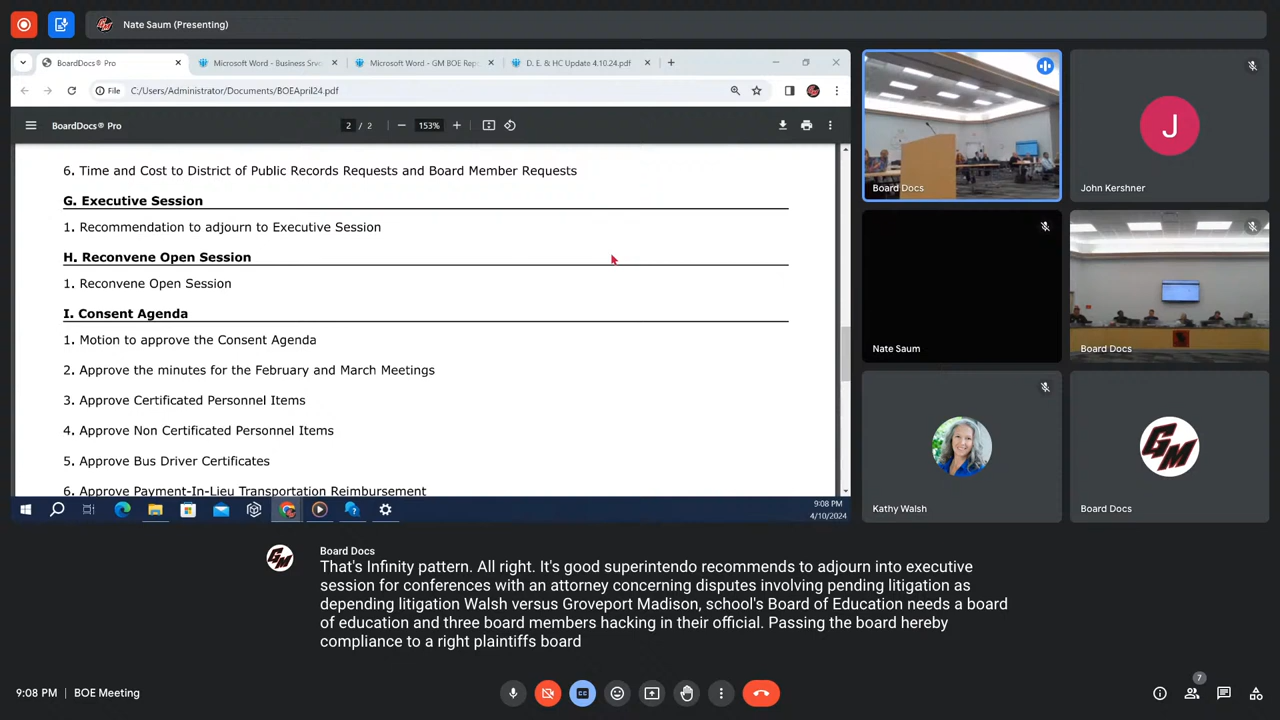 Nate Saum (Presenting)
BoardDocs® Pro
Microsoft Word - Business Srve
Microsoft Word - GM BOE Rep
D. E. & HC Update 4.10.24.pdf
File C:/Users/Administrator/Documents/BOEApril24.pdf
BoardDocs® Pro
2 / 2
153%
6. Time and Cost to District of Public Records Requests and Board Member Requests
G. Executive Session
1. Recommendation to adjourn to Executive Session
H. Reconvene Open Session
1. Reconvene Open Session
I. Consent Agenda
1. Motion to approve the Consent Agenda
2. Approve the minutes for the February and March Meetings
3. Approve Certificated Personnel Items
4. Approve Non Certificated Personnel Items
5. Approve Bus Driver Certificates
6. Approve Payment-In-Lieu Transportation Reimbursement
9:08 PM
4/10/2024
Board Docs
J
John Kershner
Nate Saum
Board Docs
Kathy Walsh
GM
Board Docs
GM
Board Docs
That's Infinity pattern. All right. It's good superintendo recommends to adjourn into executive
session for conferences with an attorney concerning disputes involving pending litigation as
depending litigation Walsh versus Groveport Madison, school's Board of Education needs a board
of education and three board members hacking in their official. Passing the board hereby
compliance to a right plaintiffs board
9:08 PM | BOE Meeting
7